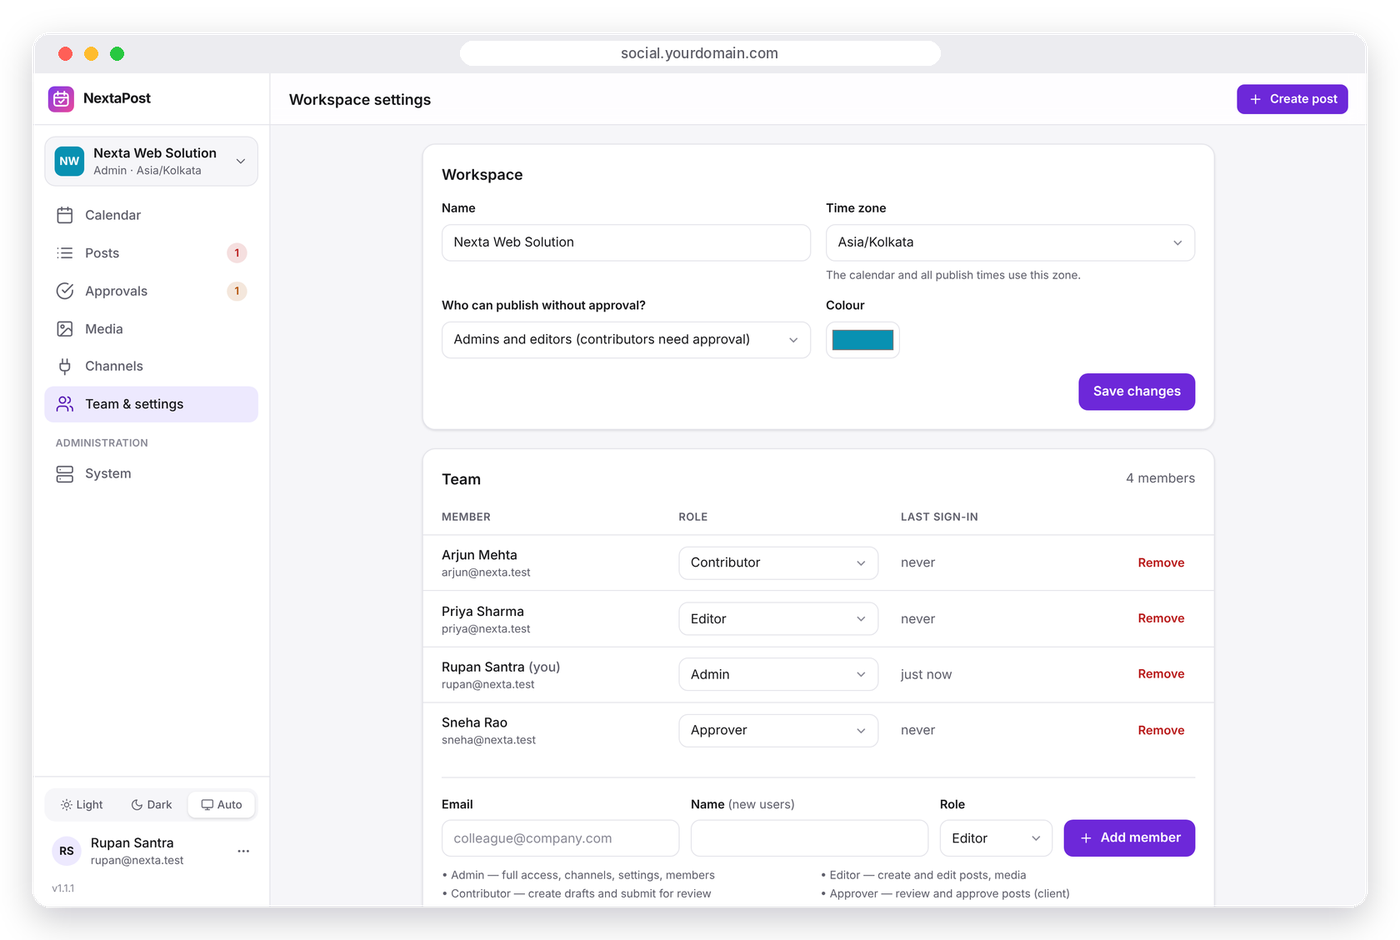 social.yourdomain.com
NextaPost
Workspace settings
+ Create post
NW
Nexta Web Solution
Admin · Asia/Kolkata
Calendar
Posts 1
Approvals 1
Media
Channels
Team & settings
ADMINISTRATION
System
Light Dark Auto
RS
Rupan Santra
rupan@nexta.test
...
v1.1.1
Workspace
Name
Nexta Web Solution
Time zone
Asia/Kolkata
The calendar and all publish times use this zone.
Who can publish without approval?
Admins and editors (contributors need approval)
Colour
Save changes
Team 4 members
MEMBER ROLE LAST SIGN-IN
Arjun Mehta
arjun@nexta.test
Contributor never Remove
Priya Sharma
priya@nexta.test
Editor never Remove
Rupan Santra (you)
rupan@nexta.test
Admin just now Remove
Sneha Rao
sneha@nexta.test
Approver never Remove
Email Name (new users) Role
colleague@company.com Editor + Add member
• Admin — full access, channels, settings, members
• Editor — create and edit posts, media
• Contributor — create drafts and submit for review
• Approver — review and approve posts (client)